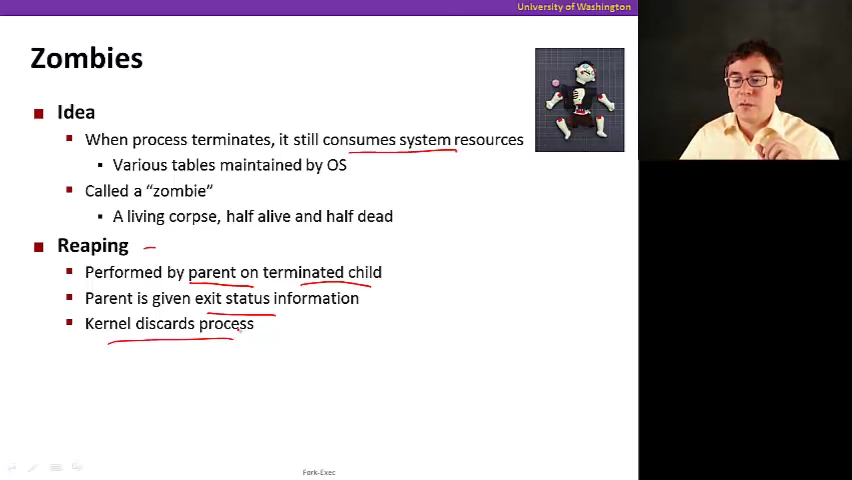 University of Washington
Zombies
Idea
When process terminates, it still consumes system resources
Various tables maintained by OS
Called a “zombie”
A living corpse, half alive and half dead
Reaping
Performed by parent on terminated child
Parent is given exit status information
Kernel discards process
Fork-Exec